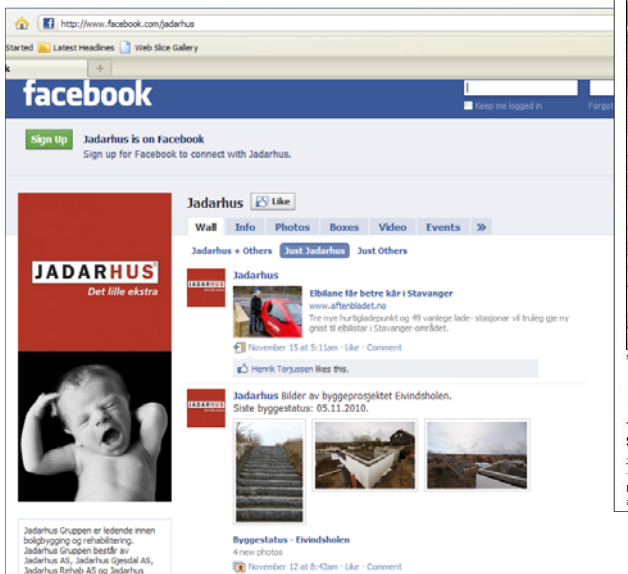 http://www.facebook.com/jadarhus
Started Latest Headlines Web Slice Gallery
k
facebook
Keep me logged in Forgot
Sign Up
Jadarhus is on Facebook
Sign up for Facebook to connect with Jadarhus.
Jadarhus Like
Wall Info Photos Boxes Video Events »
Jadarhus + Others Just Jadarhus Just Others
JADARHUS
Det lille ekstra
JADARHUS
Jadarhus
Elbilane får betre kår i Stavanger
www.aftenbladet.no
Tre nye hurtigladepunkt og 49 vanlege lade- stasjonar vil truleg gje ny
gnist til elbilistar i Stavanger-området.
November 15 at 5:11am · Like · Comment
Henrik Torjussen likes this.
JADARHUS
Jadarhus Bilder av byggeprosjektet Eivindsholen.
Siste byggestatus: 05.11.2010.
Byggestatus - Eivindsholen
4 new photos
November 12 at 8:42am · Like · Comment
Jadarhus Gruppen er ledende innen
boligbygging og rehabilitering.
Jadarhus Gruppen består av
Jadarhus AS, Jadarhus Gjesdal AS,
Jadarhus Rehab AS og Jadarhus